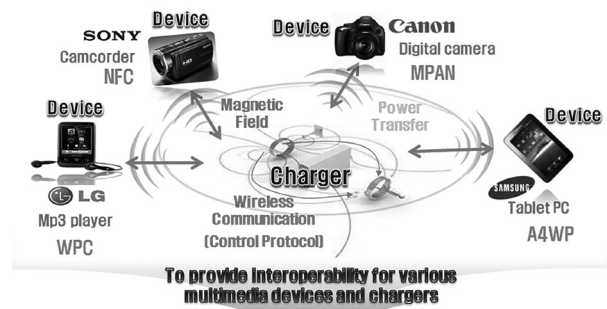 Device
SONY
Camcorder
NFC
HD
Device
Canon
Digital camera
MPAN
Device
LG
Mp3 player
WPC
Magnetic
Field
Power
Transfer
Charger
Wireless
Communication
(Control Protocol)
Device
SAMSUNG
Tablet PC
A4WP
To provide interoperability for various
multimedia devices and chargers